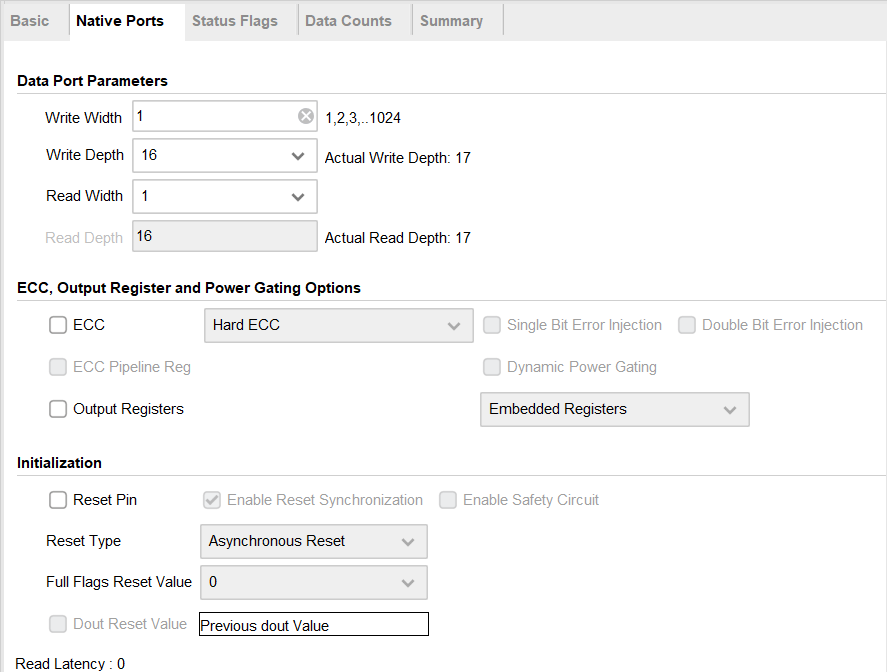 Basic Native Ports Status Flags Data Counts Summary
Data Port Parameters
Write Width 1 1,2,3,..1024
Write Depth 16 Actual Write Depth: 17
Read Width 1
Read Depth 16 Actual Read Depth: 17
ECC, Output Register and Power Gating Options
ECC Hard ECC Single Bit Error Injection Double Bit Error Injection
ECC Pipeline Reg Dynamic Power Gating
Output Registers Embedded Registers
Initialization
Reset Pin Enable Reset Synchronization Enable Safety Circuit
Reset Type Asynchronous Reset
Full Flags Reset Value 0
Dout Reset Value Previous dout Value
Read Latency : 0